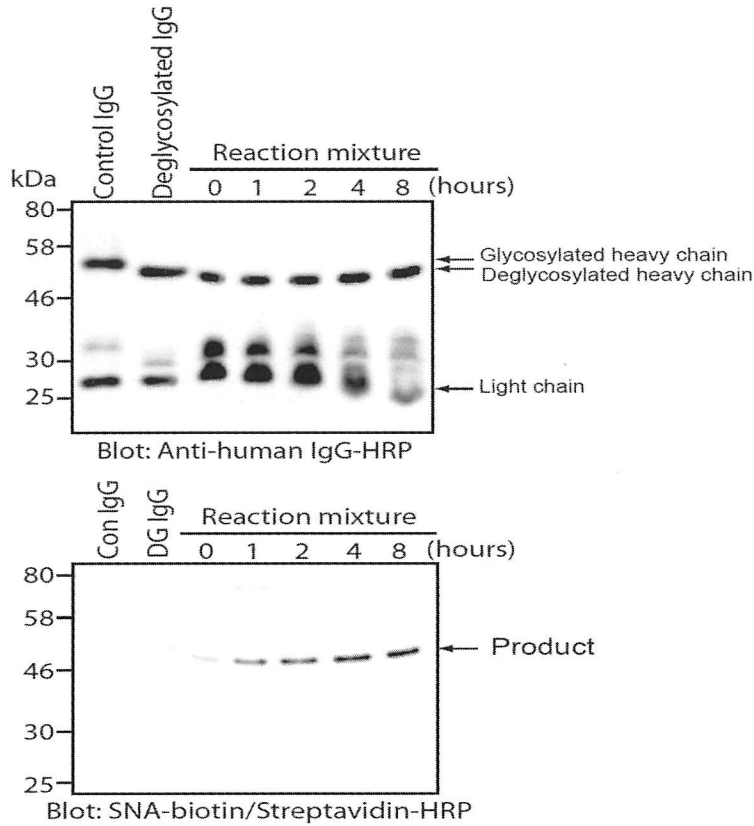 Control IgG
Deglycosylated IgG
Reaction mixture
kDa
0 1 2 4 8 (hours)
80
58
Glycosylated heavy chain
Deglycosylated heavy chain
46
30
25
Light chain
Blot: Anti-human IgG-HRP
Con IgG
DG IgG
Reaction mixture
0 1 2 4 8 (hours)
80
58
Product
46
30
25
Blot: SNA-biotin/Streptavidin-HRP